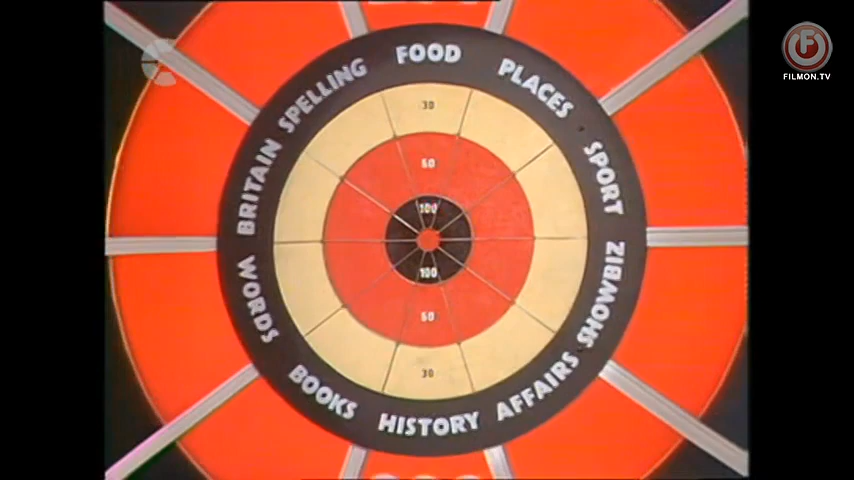 FOOD
PLACES
SPORT
SHOWBIZ
AFFAIRS
HISTORY
BOOKS
WORDS
BRITAIN
SPELLING
30
60
100
100
60
30
FILMON.TV